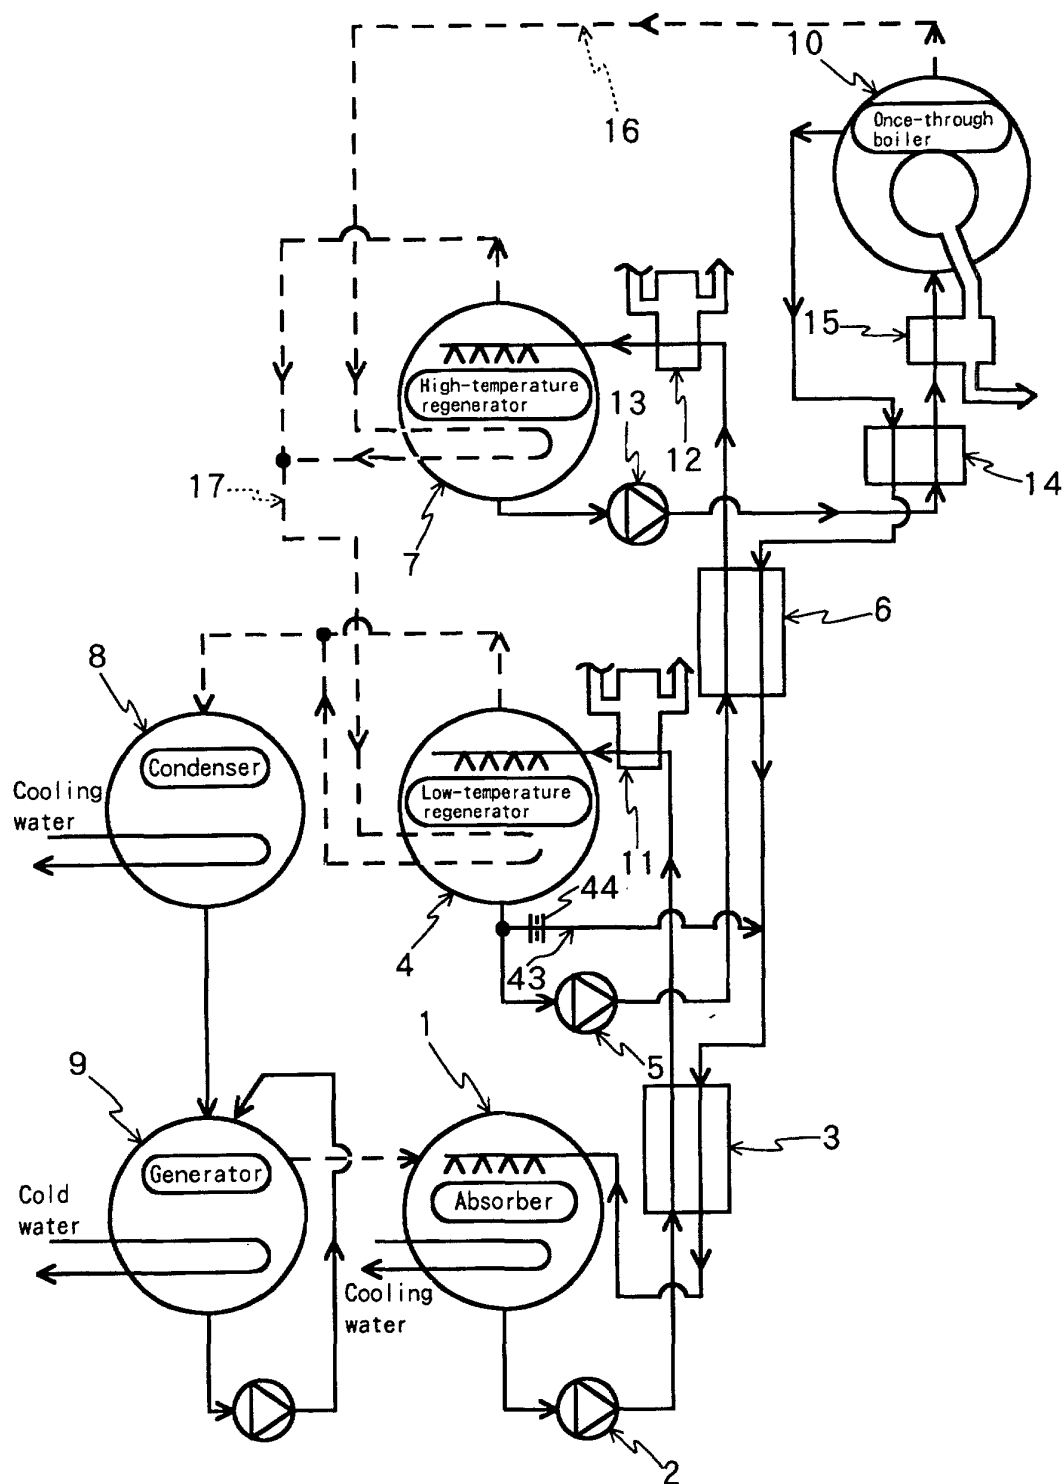 10
Once-through
boiler
16
15
12
13
High-temperature
regenerator
14
17
7
6
8
Condenser
Cooling
water
Low-temperature
regenerator
11
44
4
43
5
1
9
3
Generator
Absorber
Cold
water
Cooling
water
2